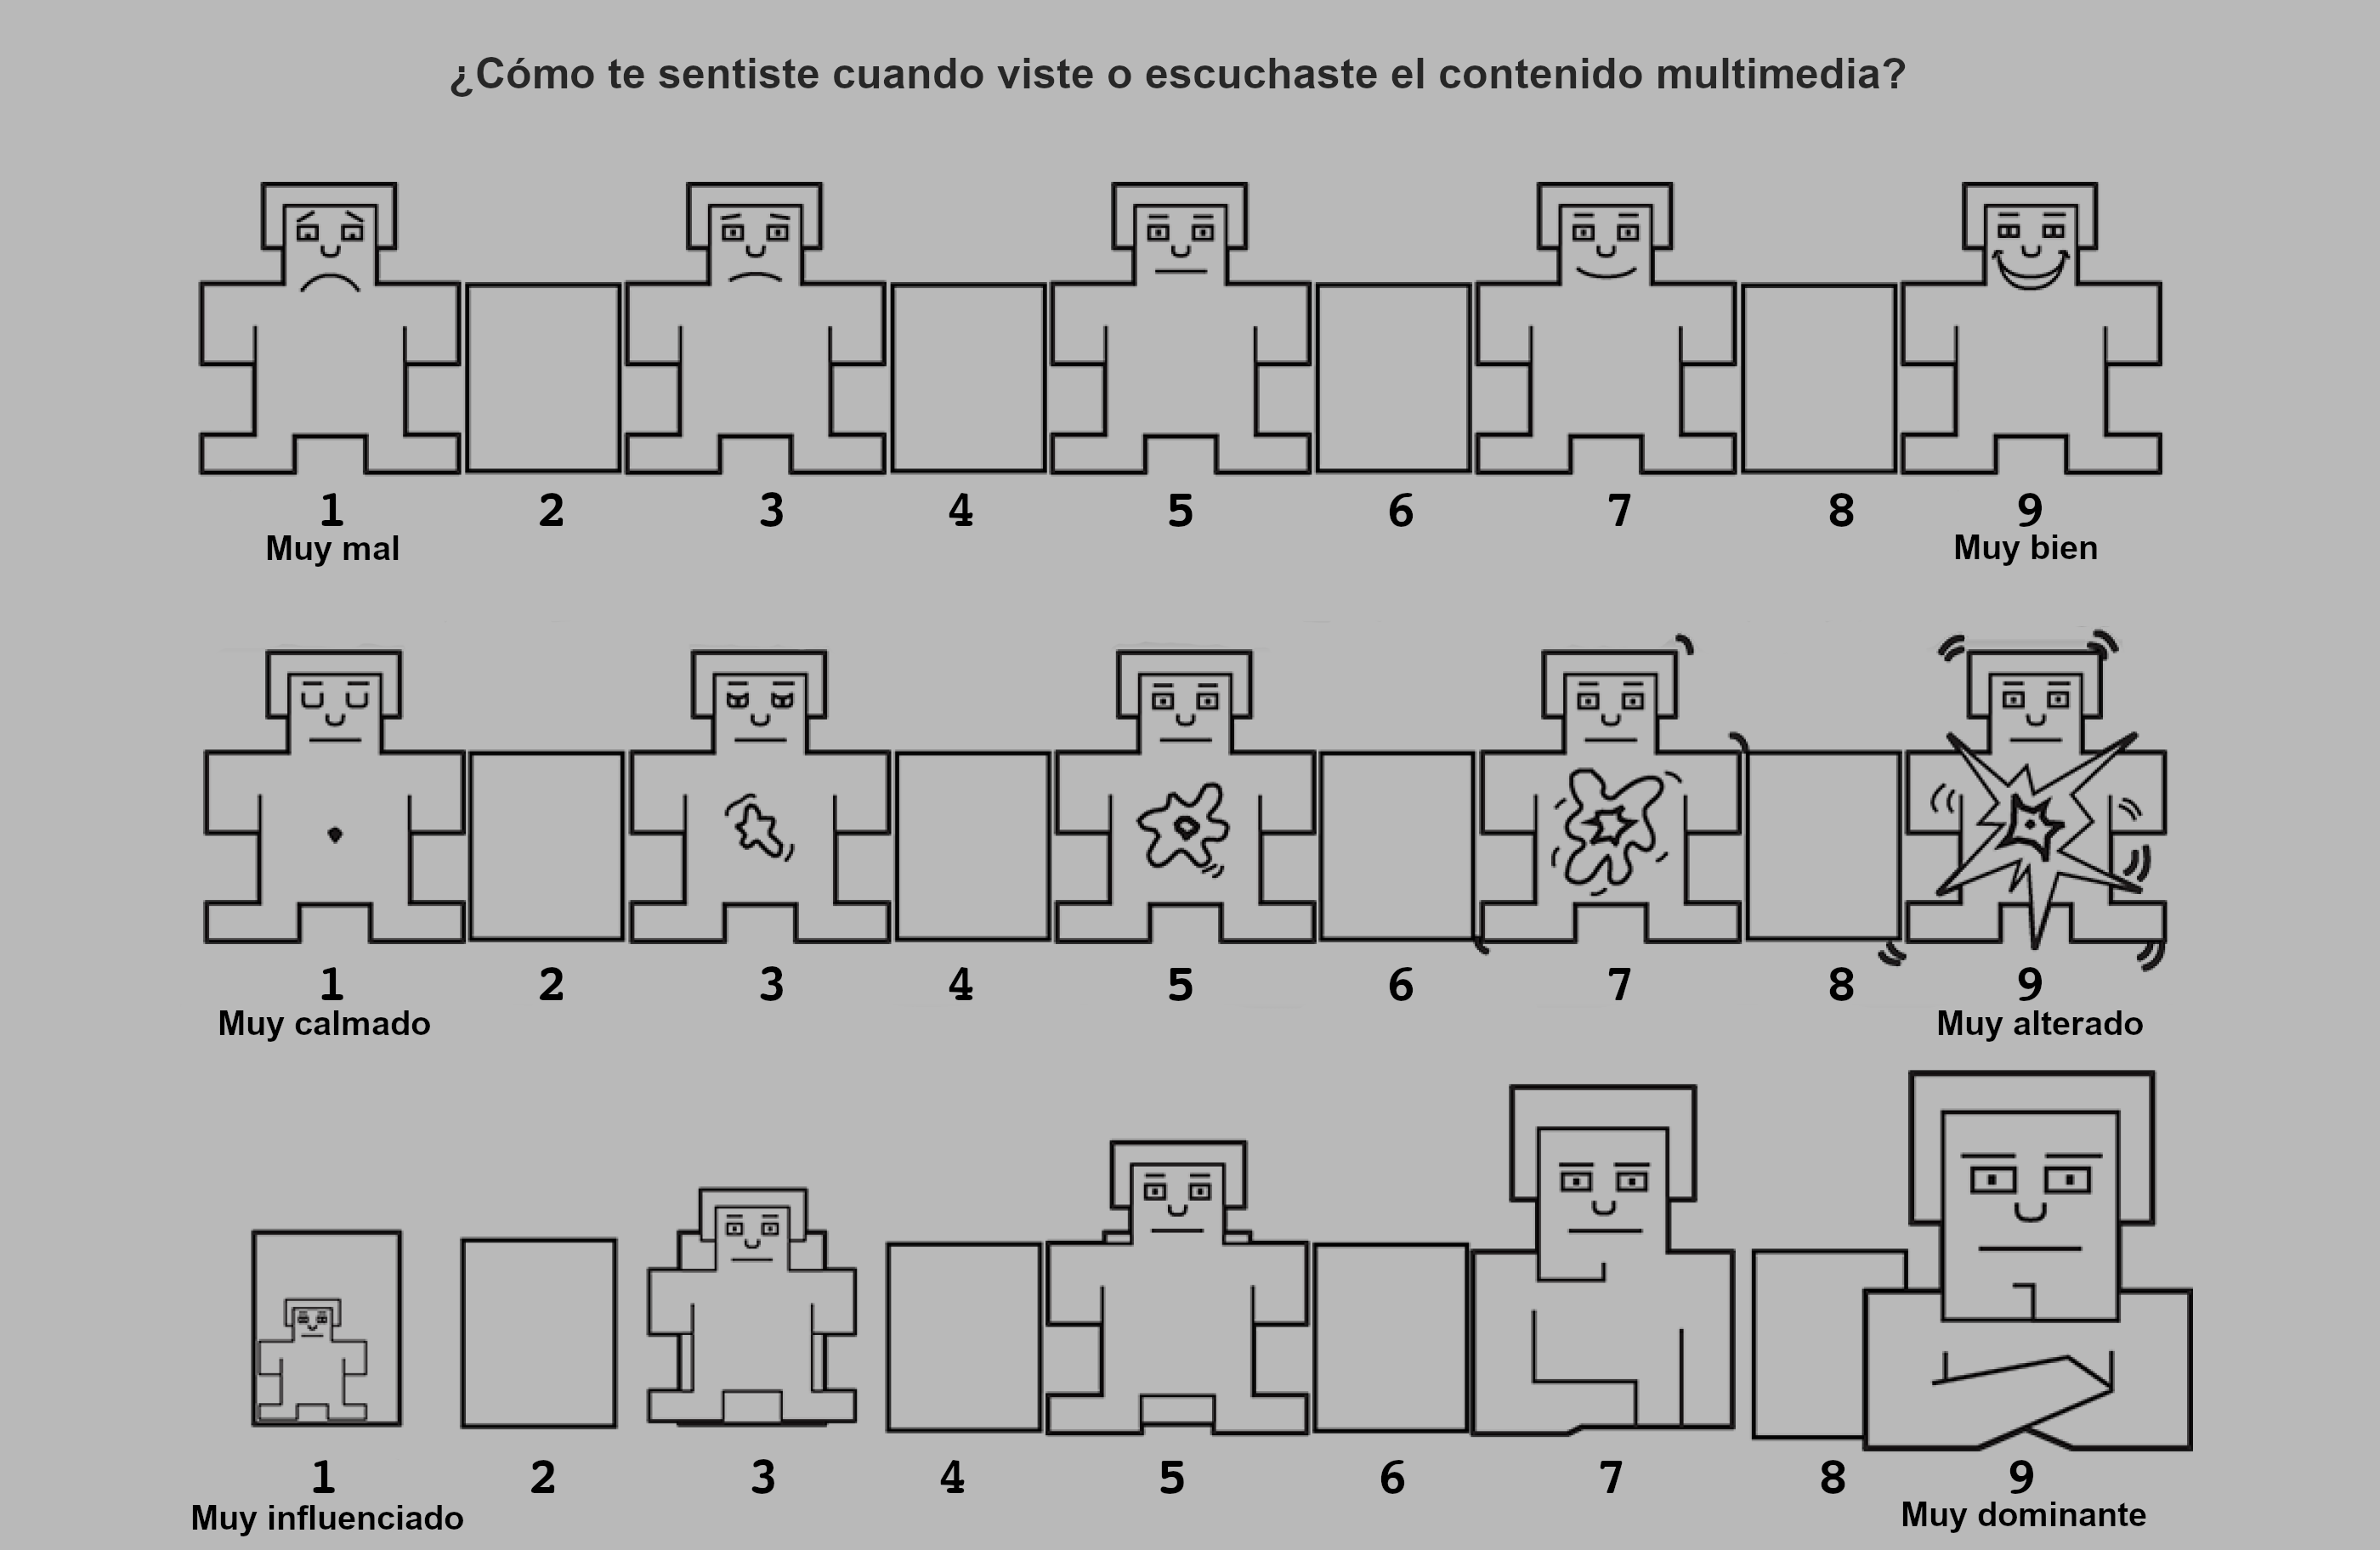 ¿Cómo te sentiste cuando viste o escuchaste el contenido multimedia?
1 2 3 4 5 6 7 8 9
Muy mal Muy bien
1 2 3 4 5 6 7 8 9
Muy calmado Muy alterado
1 2 3 4 5 6 7 8 9
Muy influenciado Muy dominante